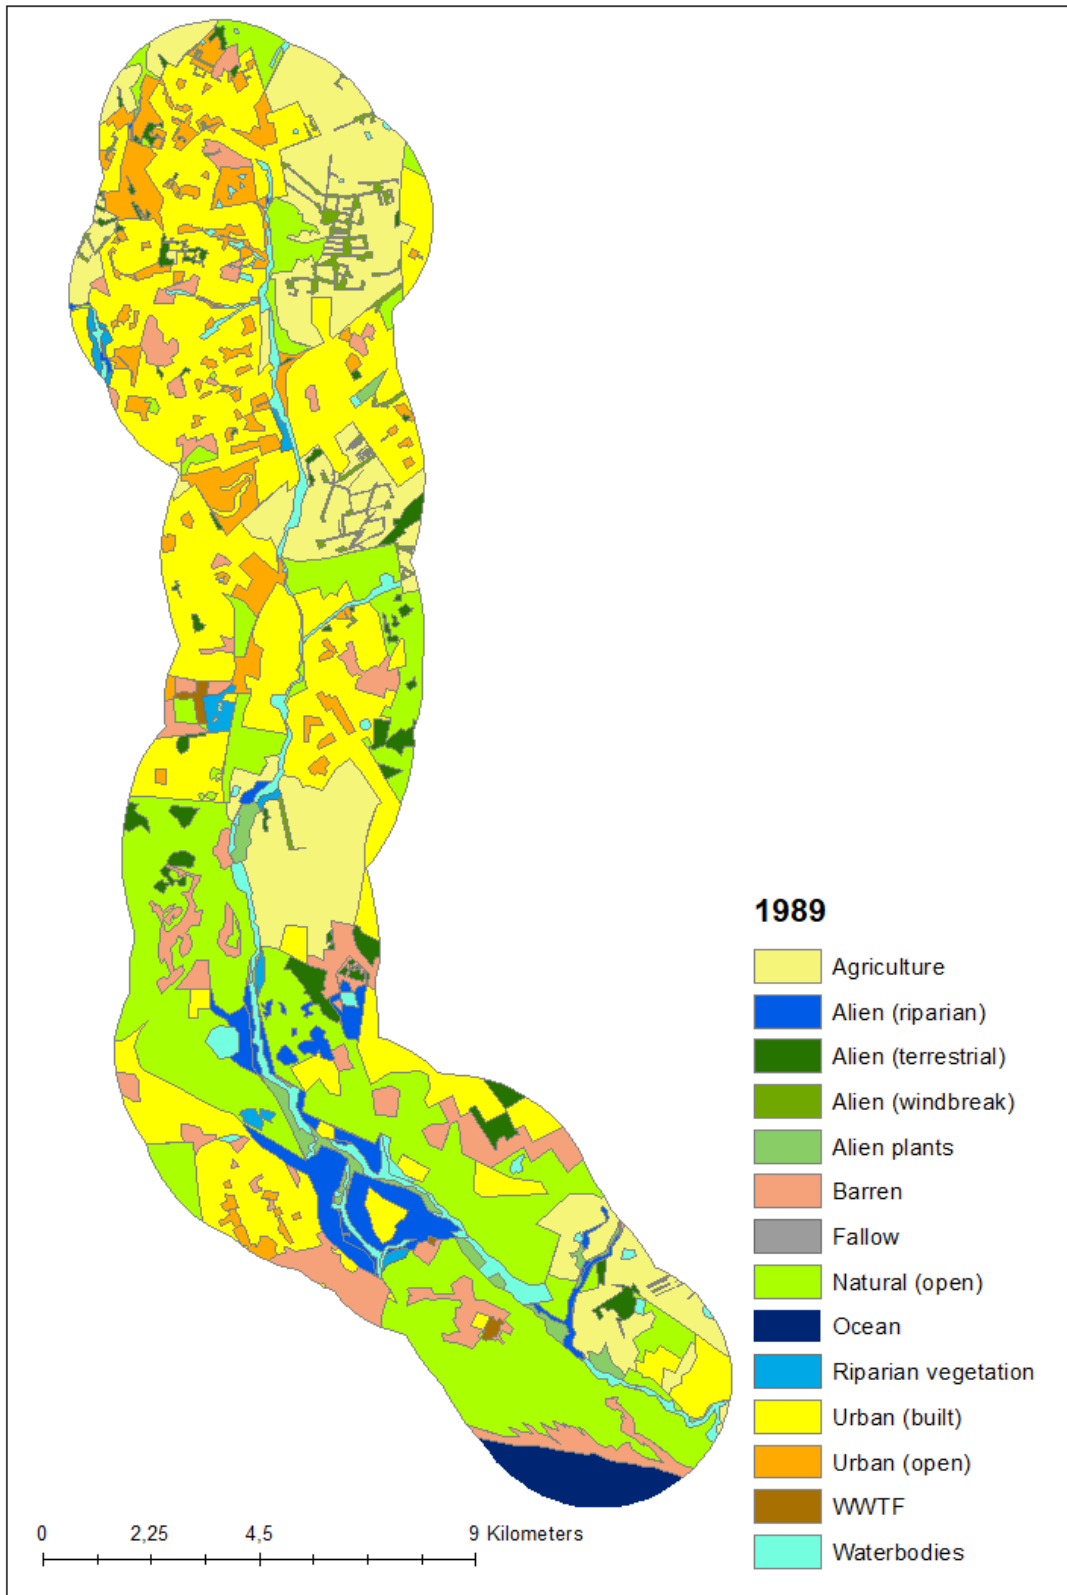 1989
Agriculture
Alien (riparian)
Alien (terrestrial)
Alien (windbreak)
Alien plants
Barren
Fallow
Natural (open)
Ocean
Riparian vegetation
Urban (built)
Urban (open)
WWTF
Waterbodies
0 2,25 4,5 9 Kilometers